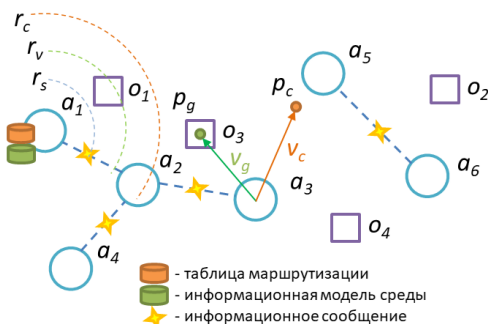 r_c
r_v
r_s
a_1
o_1
p_g
o_3
p_c
a_5
o_2
a_2
v_g
v_c
a_3
a_6
a_4
o_4
- таблица маршрутизации
- информационная модель среды
- информационное сообщение